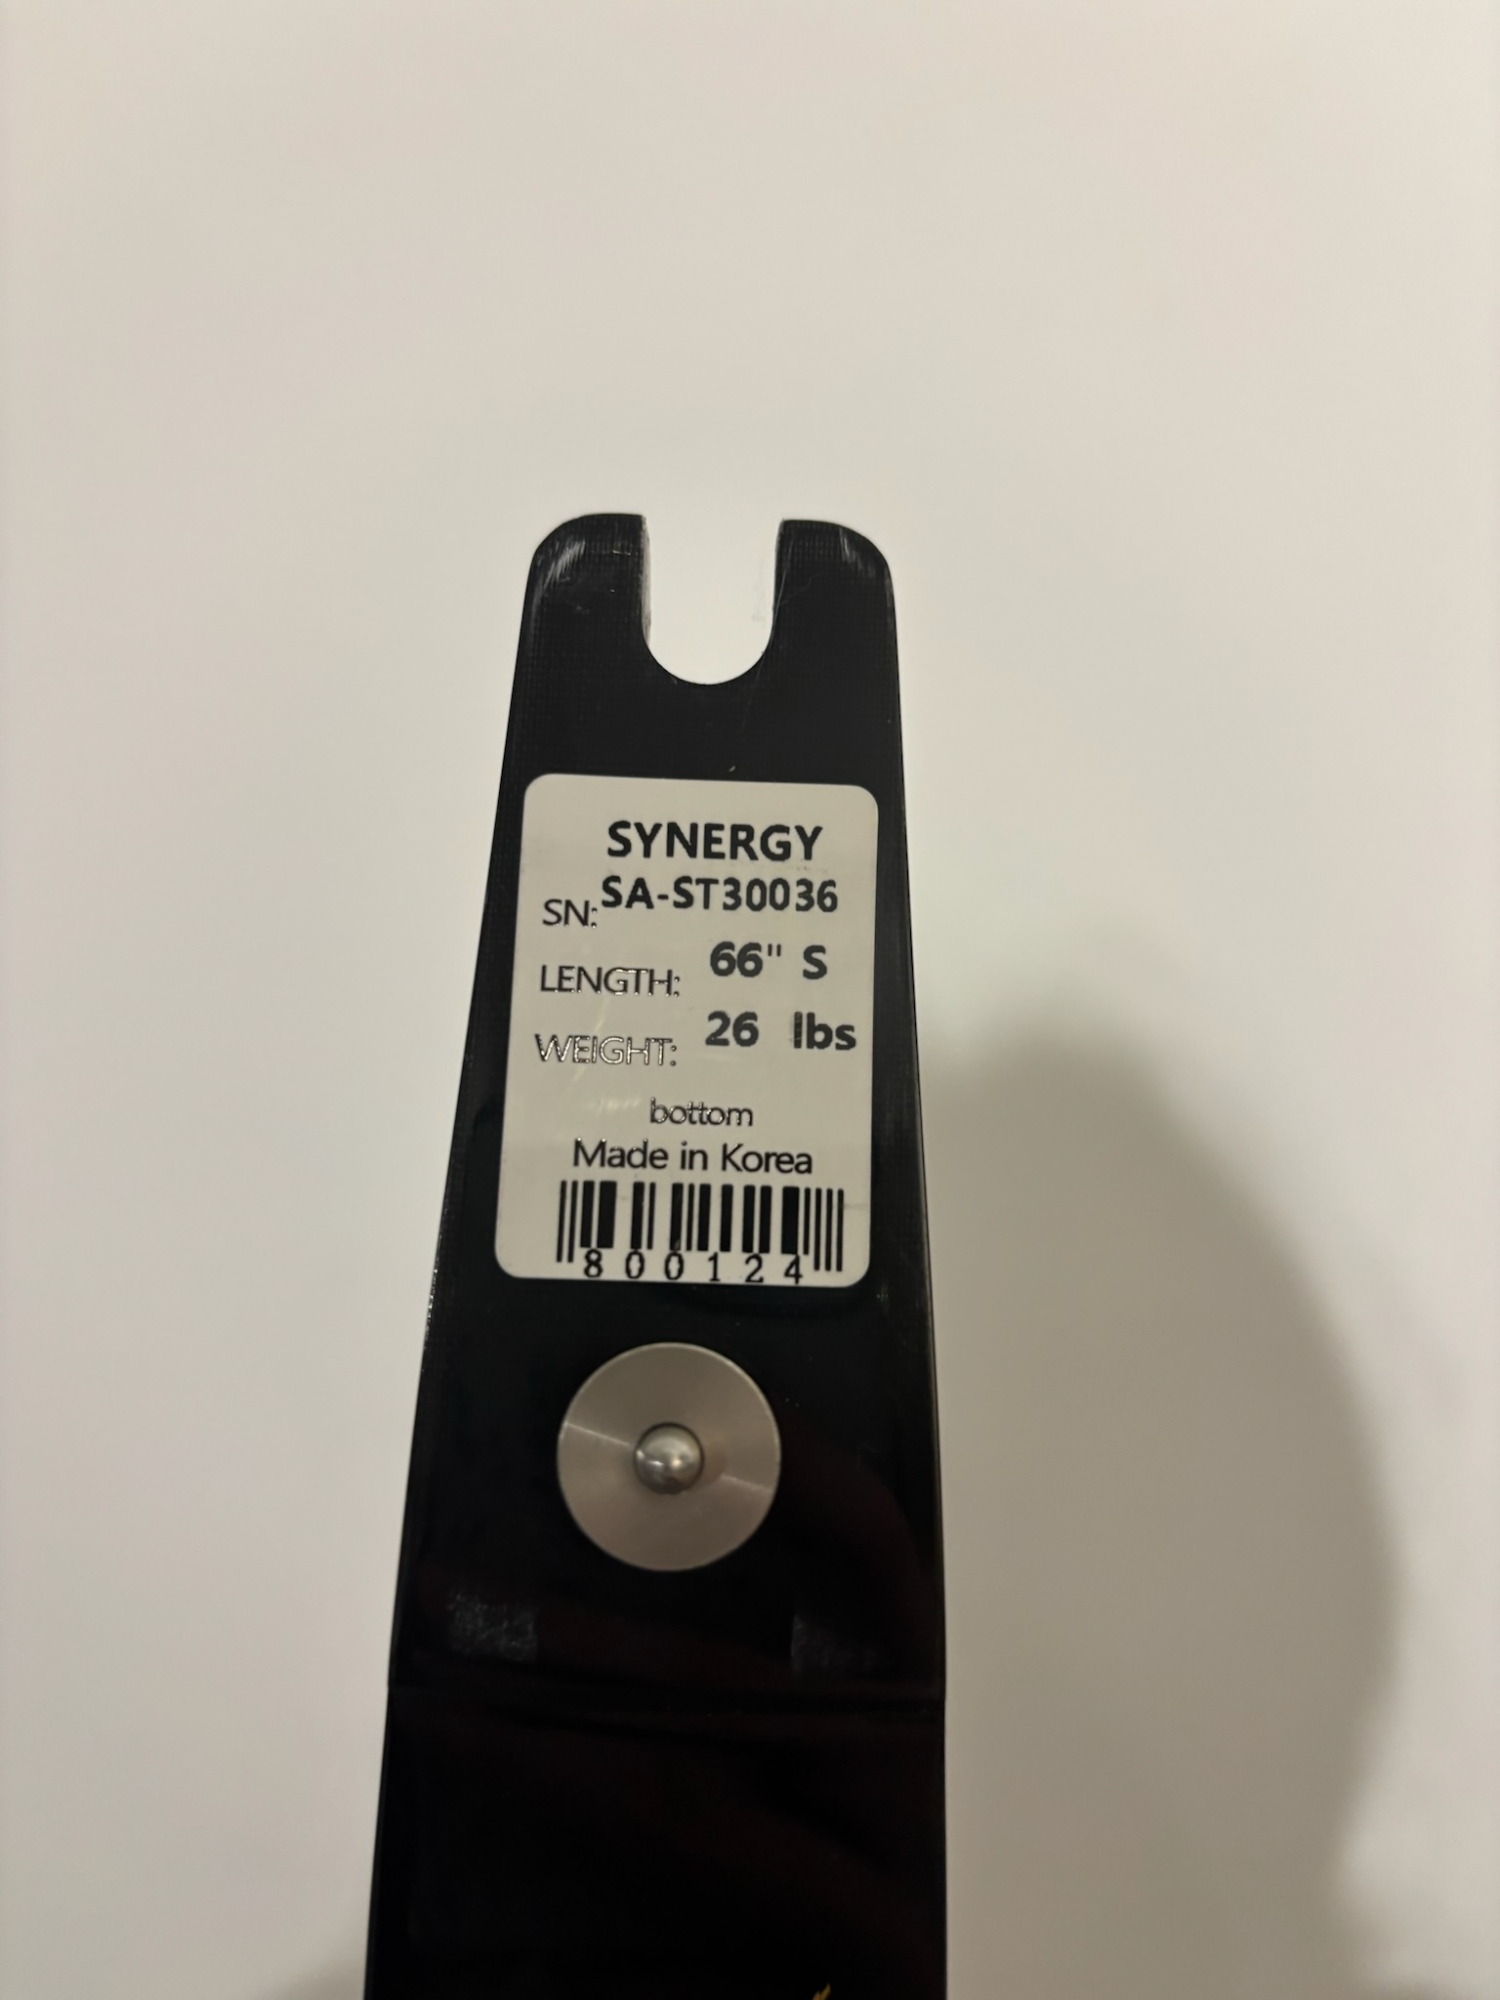 SYNERGY
SN: SA-ST30036
LENGTH: 66" S
WEIGHT: 26 lbs
bottom
Made in Korea
800124